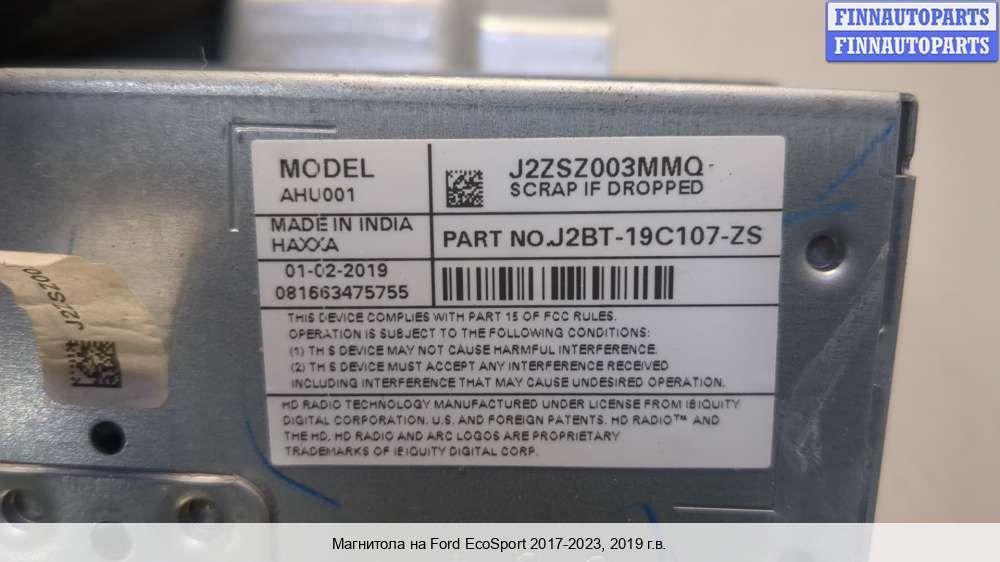 FINNAUTOPARTS
FINNAUTOPARTS
MODEL
AHU001
J2ZSZ003MMQ
SCRAP IF DROPPED
MADE IN INDIA
HAXXA
PART NO.J2BT-19C107-ZS
01-02-2019
081663475755
THIS DEVICE COMPLIES WITH PART 15 OF FCC RULES.
OPERATION IS SUBJECT TO THE FOLLOWING CONDITIONS:
(1) TH S DEVICE MAY NOT CAUSE HARMFUL INTERFERENCE.
(2) TH S DEVICE MUST ACCEPT ANY INTERFERENCE RECEIVED
INCLUDING INTERFERENCE THAT MAY CAUSE UNDESIRED OPERATION.
HD RADIO TECHNOLOGY MANUFACTURED UNDER LICENSE FROM IBIQUITY
DIGITAL CORPORATION. U.S. AND FOREIGN PATENTS. HD RADIO™ AND
THE HD, HD RADIO AND ARC LOGOS ARE PROPRIETARY
TRADEMARKS OF IBIQUITY DIGITAL CORP.
J2ZSZ00
Магнитола на Ford EcoSport 2017-2023, 2019 г.в.